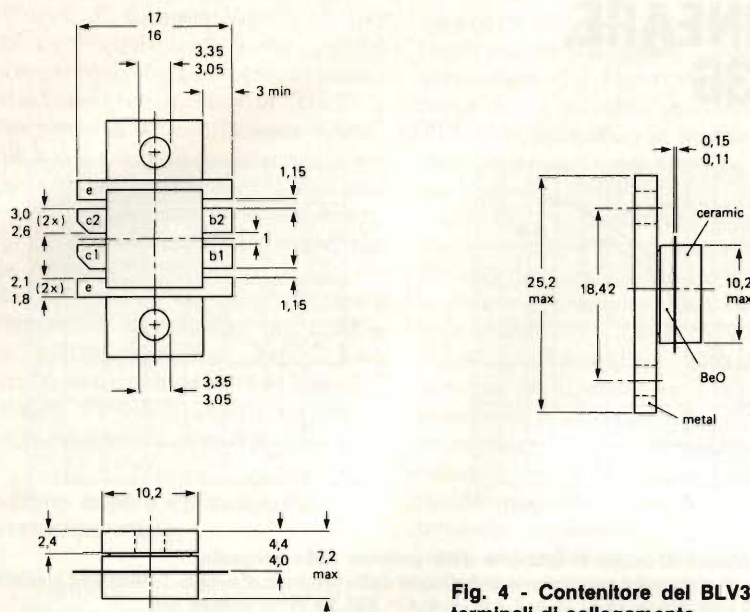 NEARE
36
17
16
3,35
3,05
3 min
1,15
e
3,0
2,6
(2x)
c2
b2
1
c1
b1
2,1
1,8
(2x)
e
1,15
3,35
3,05
0,15
0,11
ceramic
25,2
max
18,42
10,2
max
BeO
metal
10,2
2,4
4,4
4,0
7,2
max
Fig. 4 - Contenitore del BLV3
terminali di collegamento